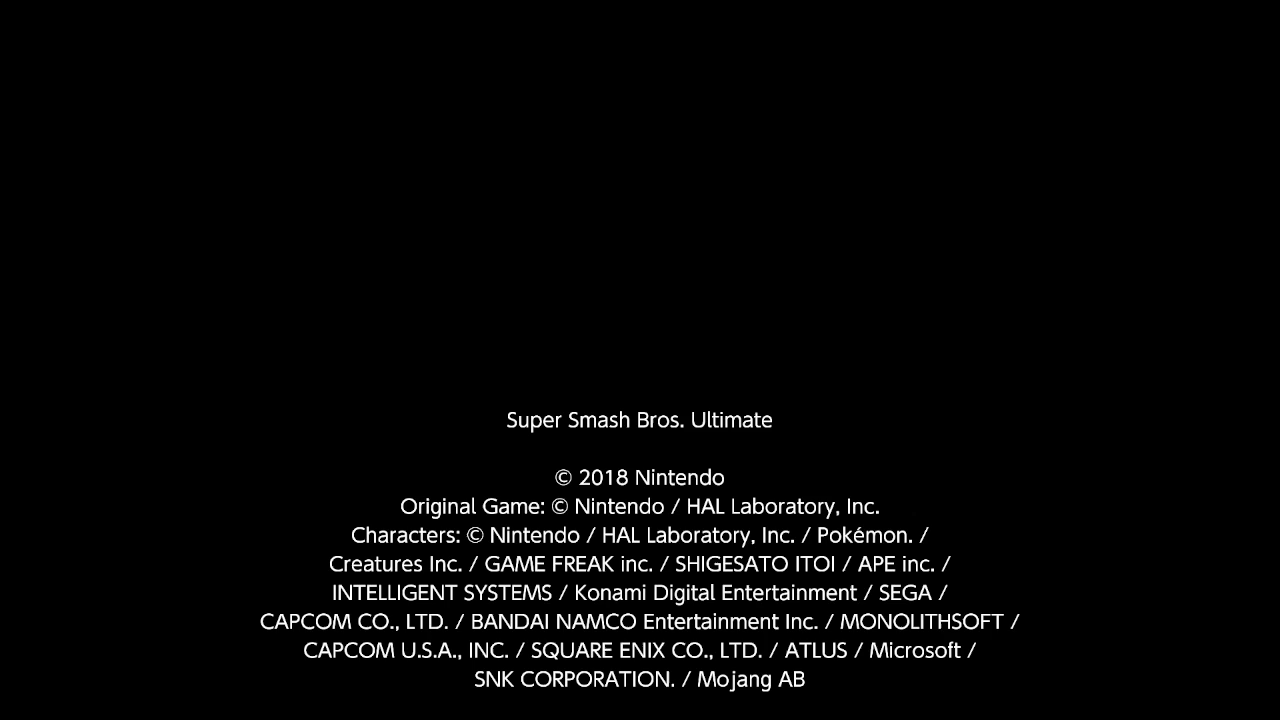 Super Smash Bros. Ultimate
© 2018 Nintendo
Original Game: © Nintendo / HAL Laboratory, Inc.
Characters: © Nintendo / HAL Laboratory, Inc. / Pokémon. /
Creatures Inc. / GAME FREAK inc. / SHIGESATO ITOI / APE inc. /
INTELLIGENT SYSTEMS / Konami Digital Entertainment / SEGA /
CAPCOM CO., LTD. / BANDAI NAMCO Entertainment Inc. / MONOLITHSOFT /
CAPCOM U.S.A., INC. / SQUARE ENIX CO., LTD. / ATLUS / Microsoft /
SNK CORPORATION. / Mojang AB